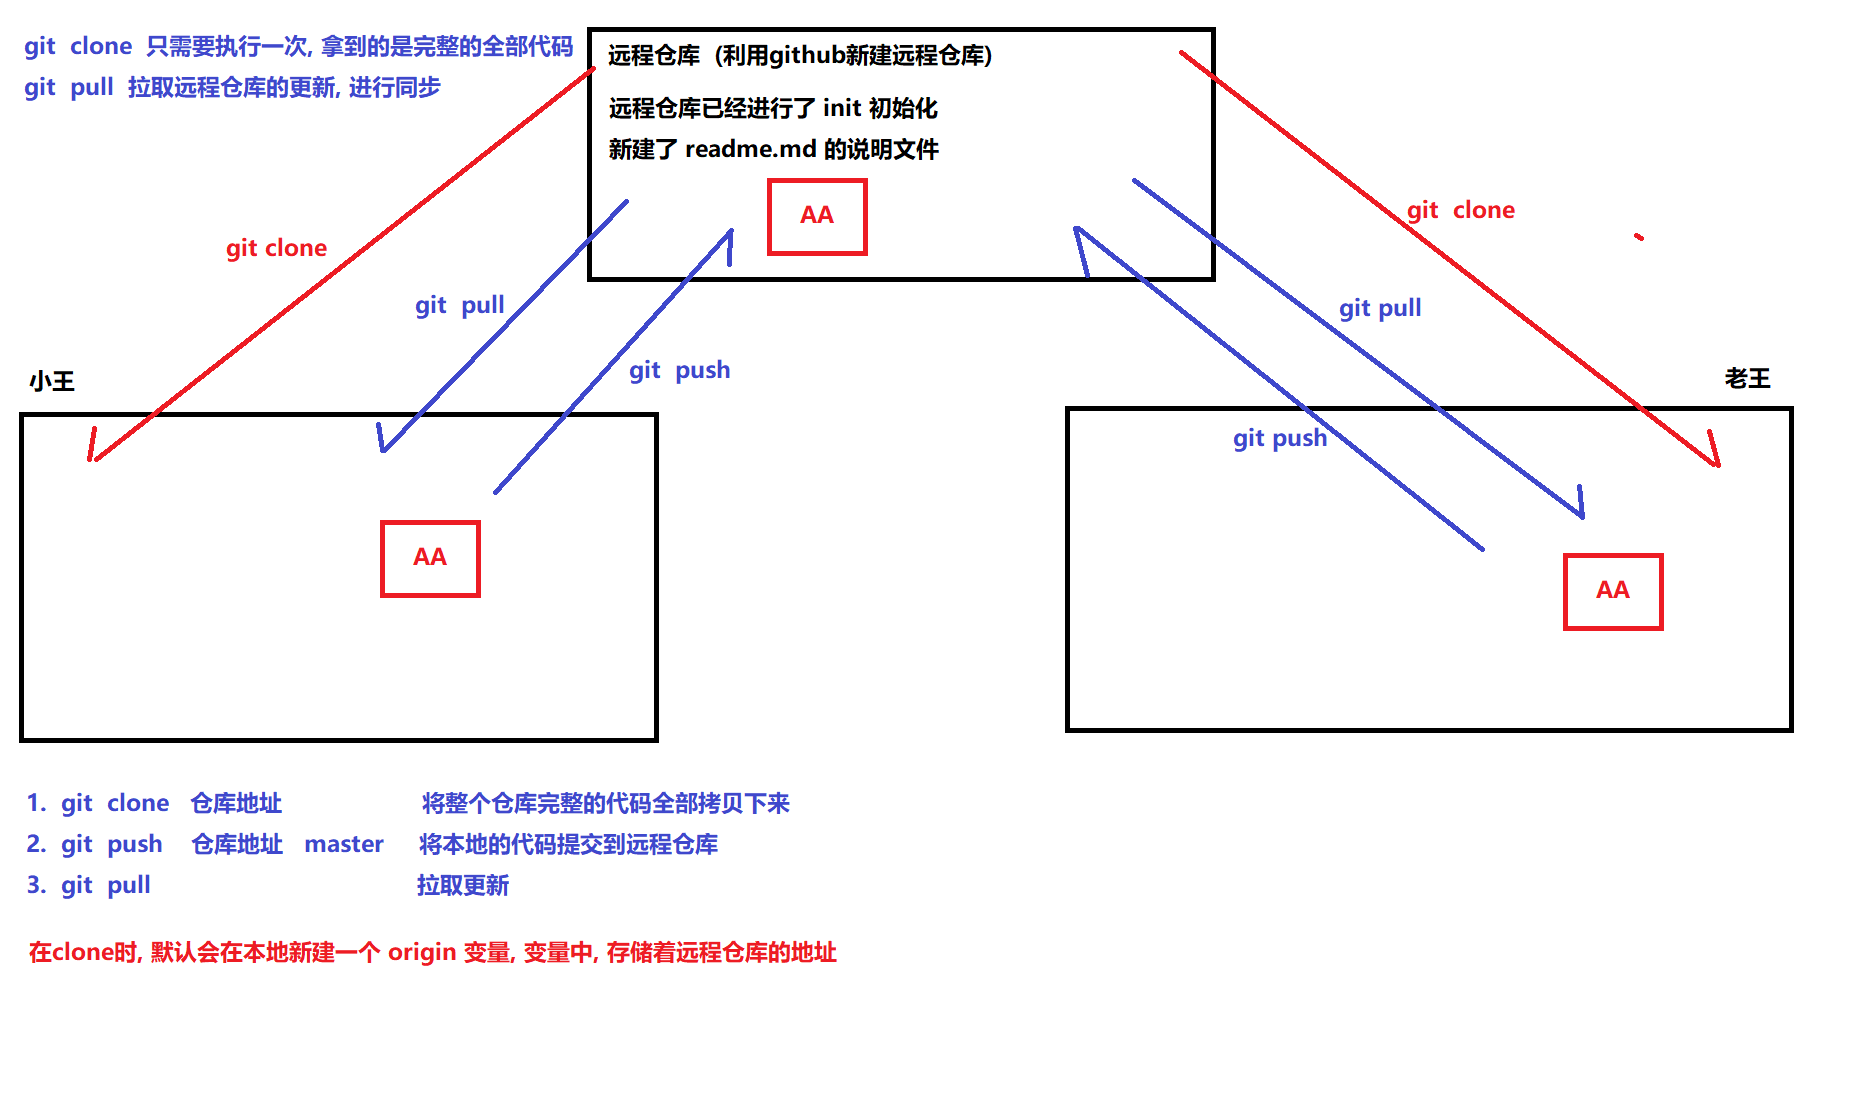 git clone 只需要执行一次, 拿到的是完整的全部代码
git pull 拉取远程仓库的更新, 进行同步
远程仓库 (利用github新建远程仓库)
远程仓库已经进行了 init 初始化
新建了 readme.md 的说明文件
AA
git clone
git clone
git pull
git pull
git push
git push
小王
老王
AA
AA
1. git clone 仓库地址 将整个仓库完整的代码全部拷贝下来
2. git push 仓库地址 master 将本地的代码提交到远程仓库
3. git pull 拉取更新
在clone时, 默认会在本地新建一个 origin 变量, 变量中, 存储着远程仓库的地址